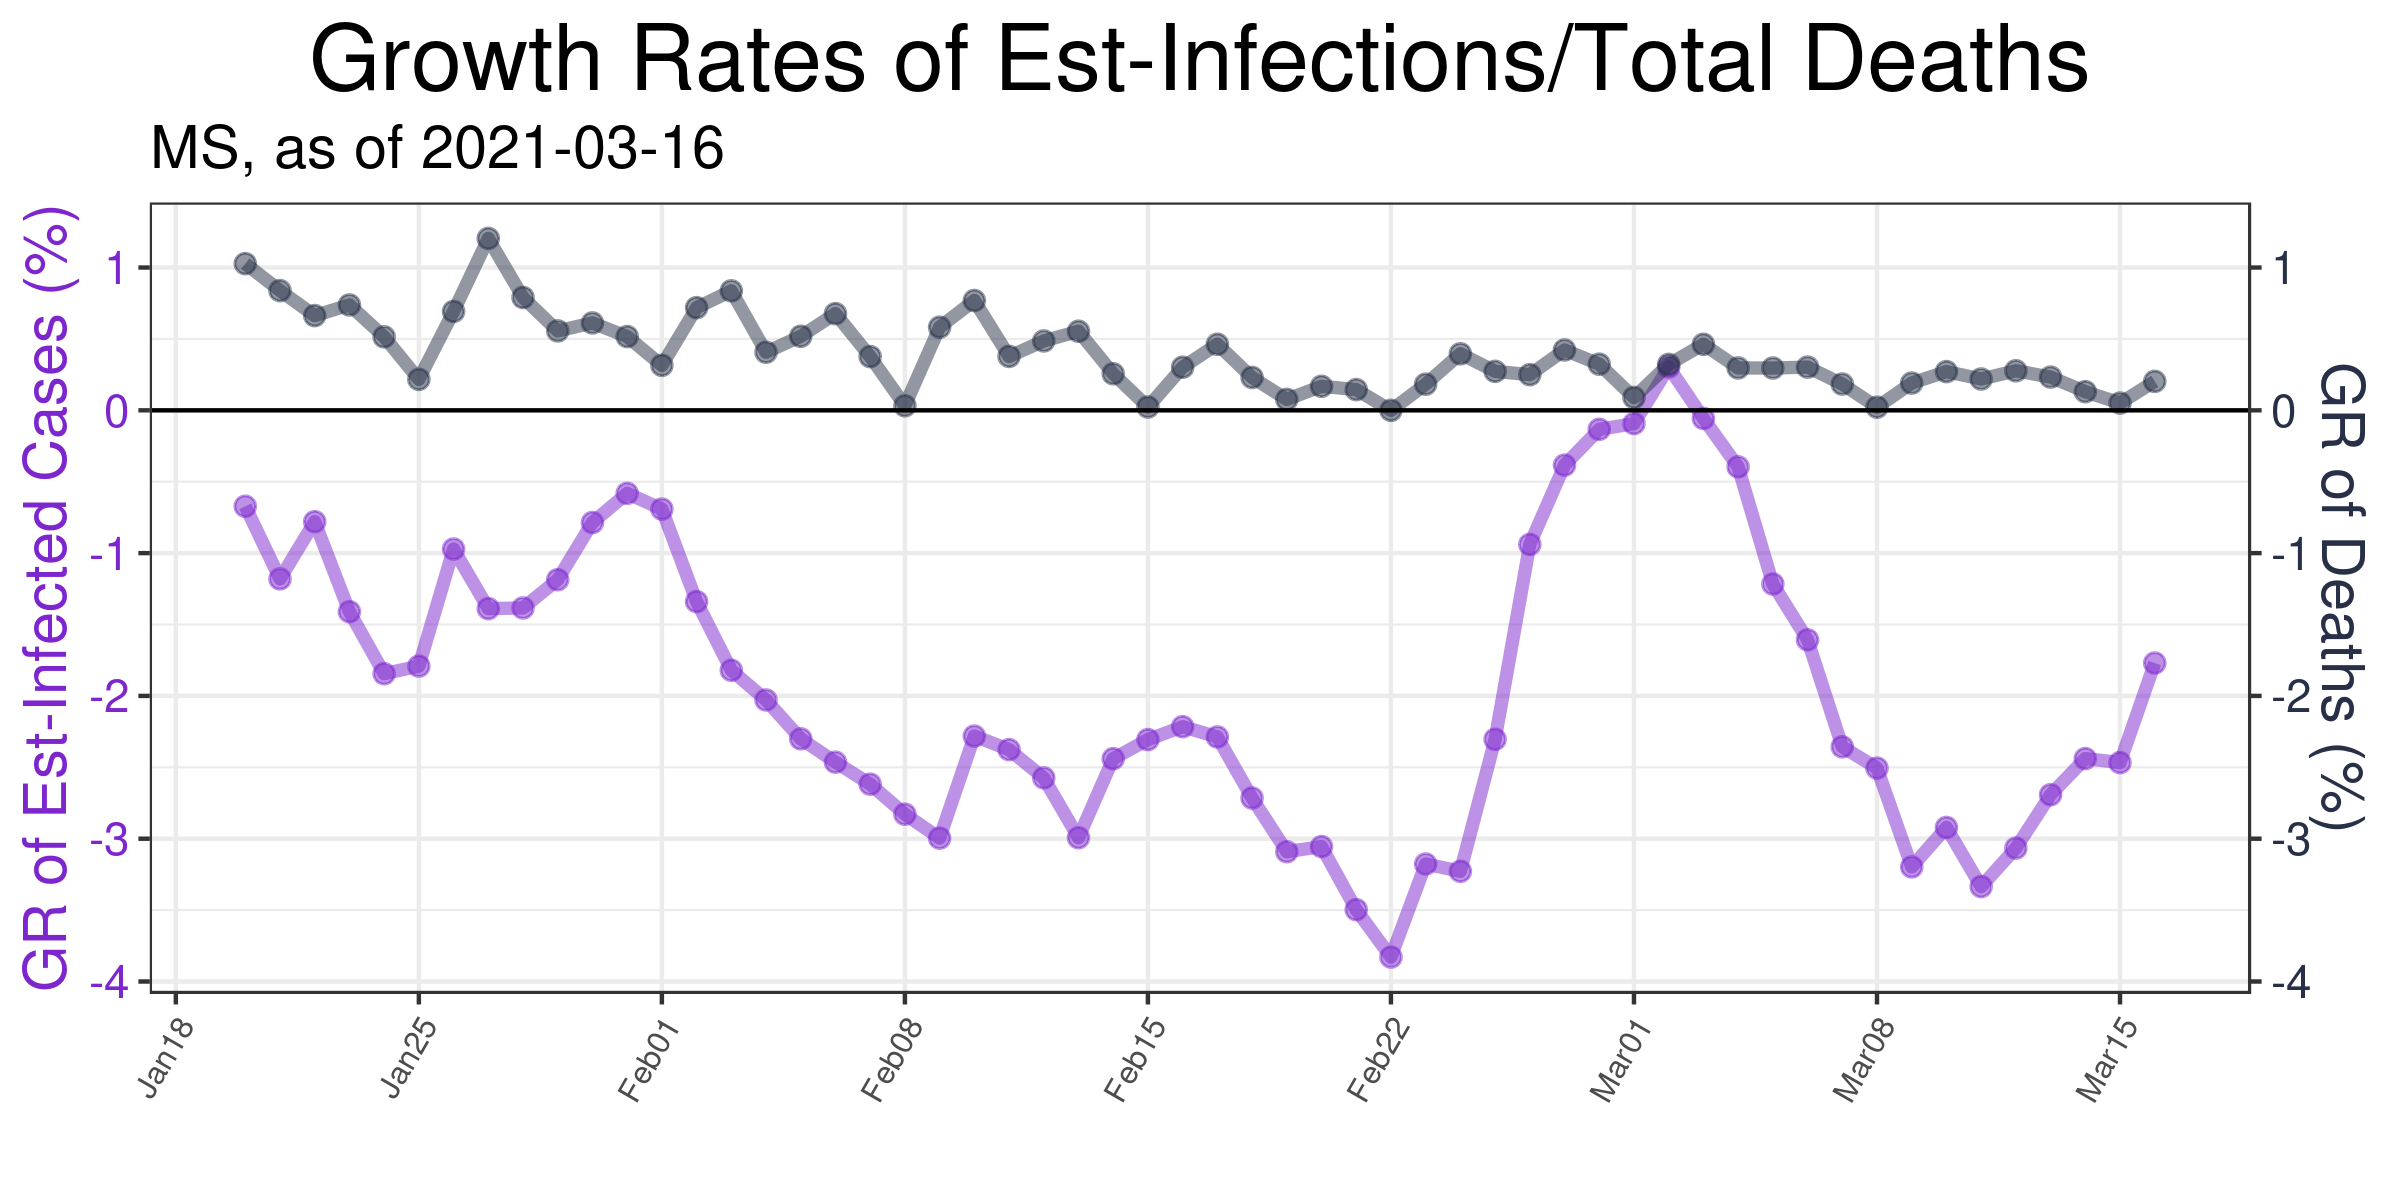 Growth Rates of Est-Infections/Total Deaths
MS, as of 2021-03-16
GR of Est-Infected Cases (%)
1
0
-1
-2
-3
-4
1
0
-1
-2
-3
-4
GR of Deaths (%)
Jan18
Jan25
Feb01
Feb08
Feb15
Feb22
Mar01
Mar08
Mar15